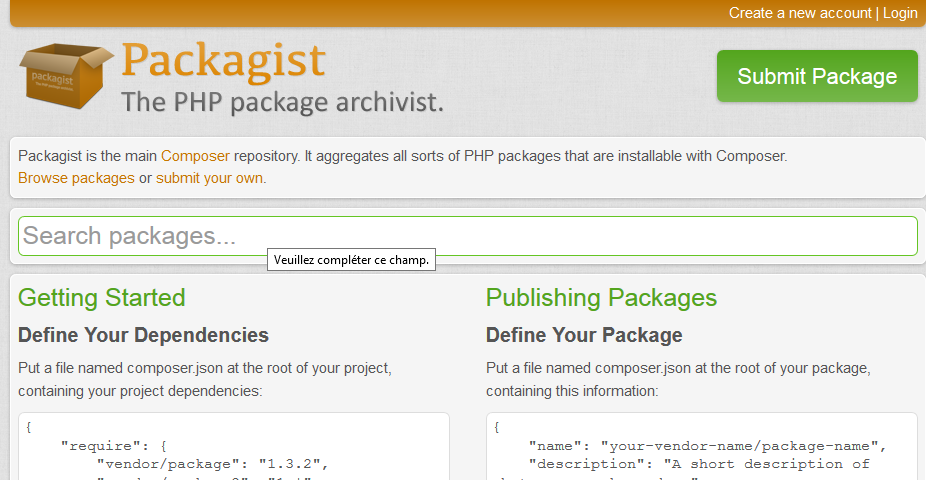 Create a new account | Login
packagist
Packagist
The PHP package archivist.
Submit Package
Packagist is the main Composer repository. It aggregates all sorts of PHP packages that are installable with Composer.
Browse packages or submit your own.
Search packages...
Veuillez compléter ce champ.
Getting Started
Define Your Dependencies
Put a file named composer.json at the root of your project,
containing your project dependencies:
{
"require": {
"vendor/package": "1.3.2",
Publishing Packages
Define Your Package
Put a file named composer.json at the root of your package,
containing this information:
{
"name": "your-vendor-name/package-name",
"description": "A short description of